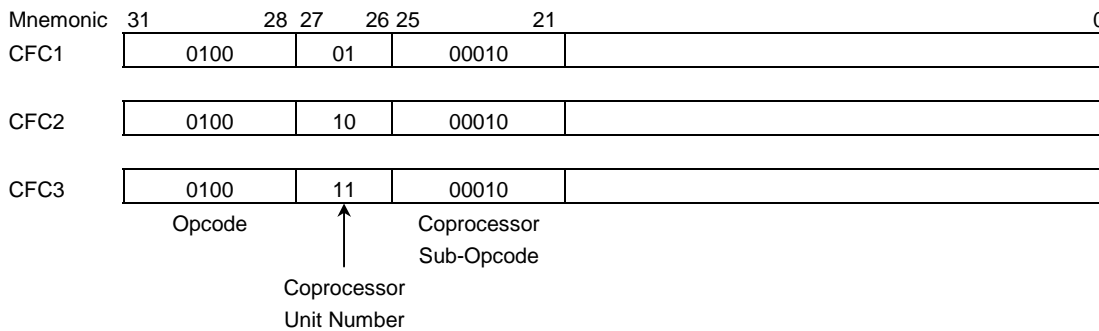 Mnemonic 31 28 27 26 25 21 0
CFC1 0100 01 00010
CFC2 0100 10 00010
CFC3 0100 11 00010
Opcode Coprocessor
Sub-Opcode
Coprocessor
Unit Number